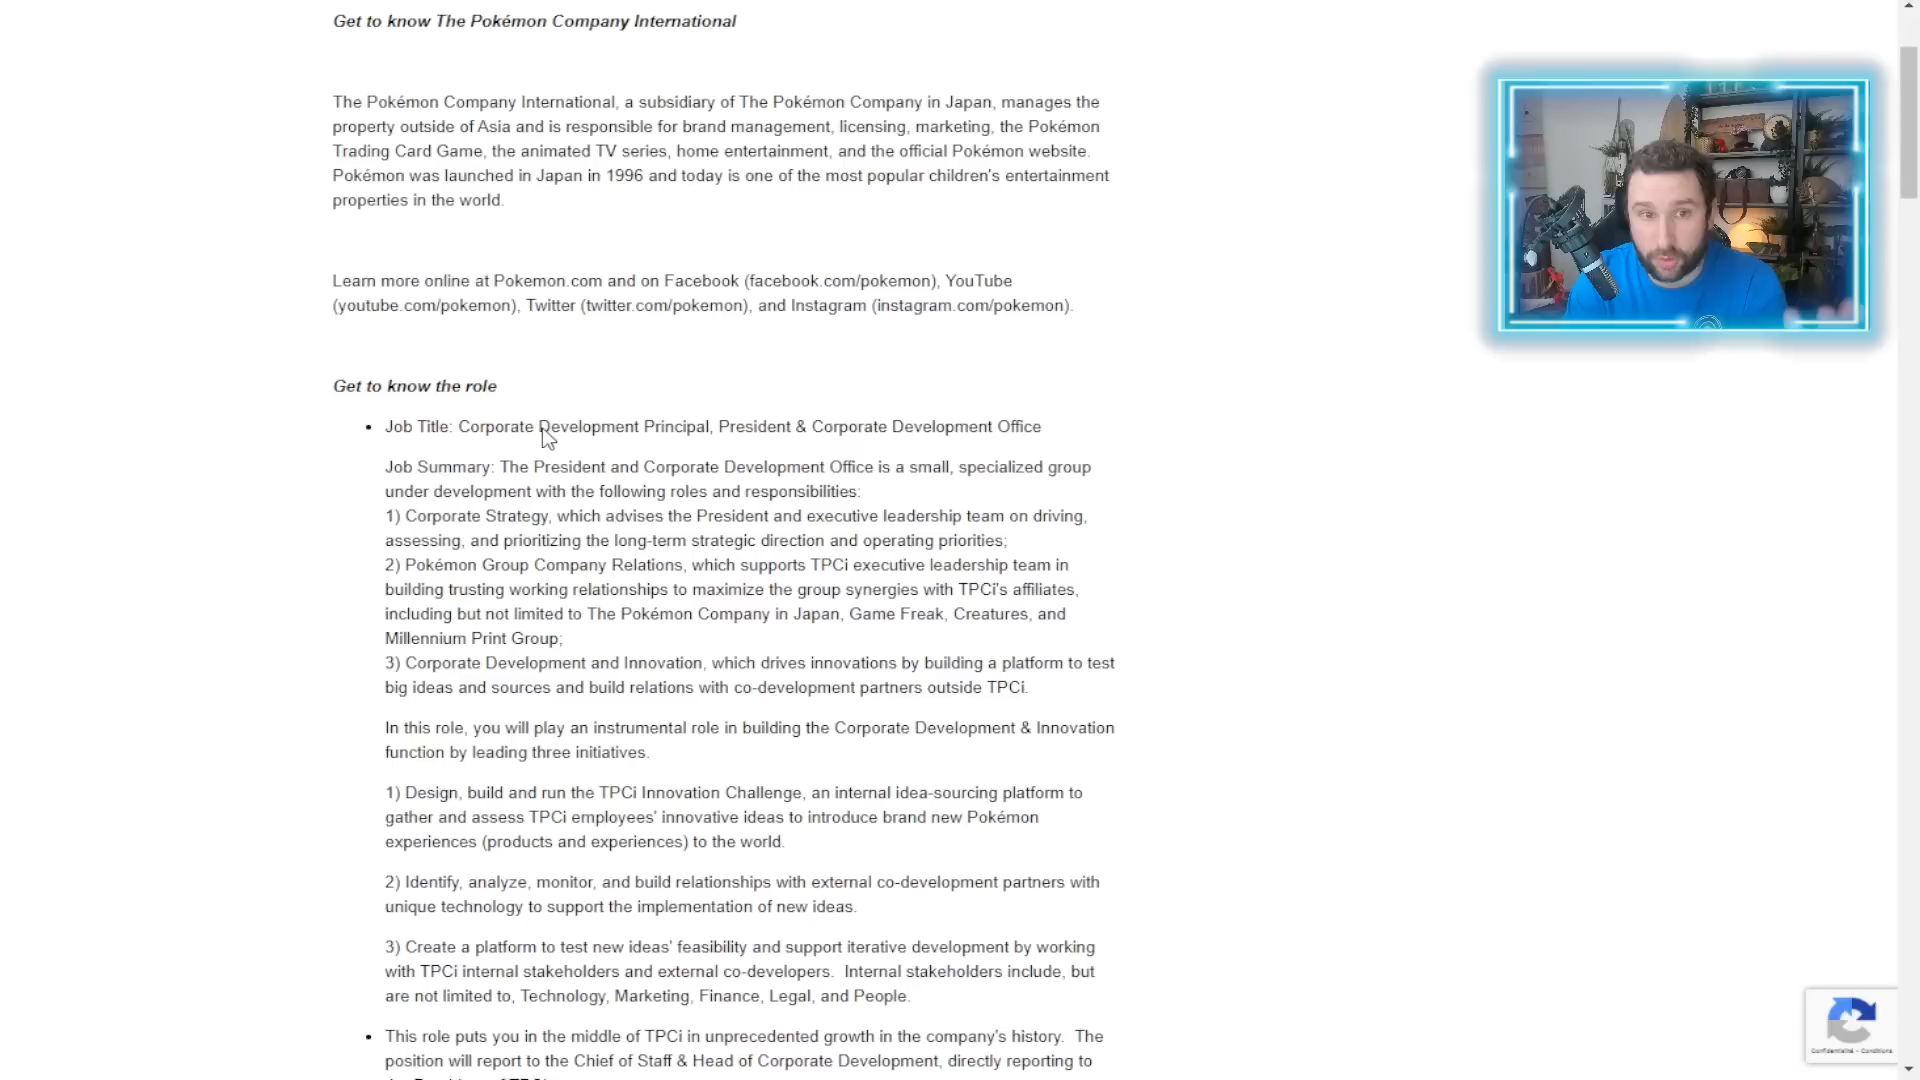 Get to know The Pokémon Company International
The Pokémon Company International, a subsidiary of The Pokémon Company in Japan, manages the
property outside of Asia and is responsible for brand management, licensing, marketing, the Pokémon
Trading Card Game, the animated TV series, home entertainment, and the official Pokémon website.
Pokémon was launched in Japan in 1996 and today is one of the most popular children's entertainment
properties in the world.
Learn more online at Pokemon.com and on Facebook (facebook.com/pokemon), YouTube
(youtube.com/pokemon), Twitter (twitter.com/pokemon), and Instagram (instagram.com/pokemon).
Get to know the role
• Job Title: Corporate Development Principal, President & Corporate Development Office
Job Summary: The President and Corporate Development Office is a small, specialized group
under development with the following roles and responsibilities:
1) Corporate Strategy, which advises the President and executive leadership team on driving,
assessing, and prioritizing the long-term strategic direction and operating priorities;
2) Pokémon Group Company Relations, which supports TPCi executive leadership team in
building trusting working relationships to maximize the group synergies with TPCi's affiliates,
including but not limited to The Pokémon Company in Japan, Game Freak, Creatures, and
Millennium Print Group;
3) Corporate Development and Innovation, which drives innovations by building a platform to test
big ideas and sources and build relations with co-development partners outside TPCi.
In this role, you will play an instrumental role in building the Corporate Development & Innovation
function by leading three initiatives.
1) Design, build and run the TPCi Innovation Challenge, an internal idea-sourcing platform to
gather and assess TPCi employees' innovative ideas to introduce brand new Pokémon
experiences (products and experiences) to the world.
2) Identify, analyze, monitor, and build relationships with external co-development partners with
unique technology to support the implementation of new ideas.
3) Create a platform to test new ideas' feasibility and support iterative development by working
with TPCi internal stakeholders and external co-developers.  Internal stakeholders include, but
are not limited to, Technology, Marketing, Finance, Legal, and People.
• This role puts you in the middle of TPCi in unprecedented growth in the company's history.  The
position will report to the Chief of Staff & Head of Corporate Development, directly reporting to
Confidentialité - Conditions